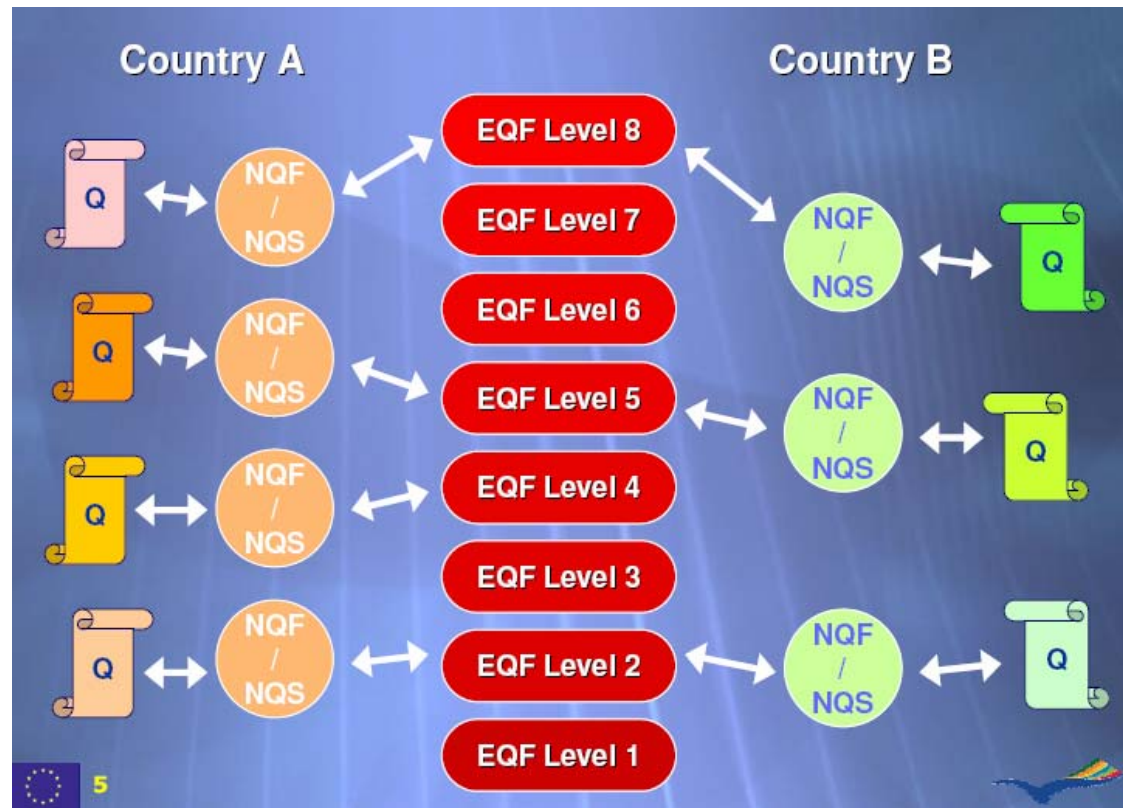 Country A
Country B
EQF Level 8
EQF Level 7
EQF Level 6
EQF Level 5
EQF Level 4
EQF Level 3
EQF Level 2
EQF Level 1
Q
NQF
/
NQS
Q
NQF
/
NQS
Q
NQF
/
NQS
Q
NQF
/
NQS
NQF
/
NQS
Q
NQF
/
NQS
Q
NQF
/
NQS
Q
5